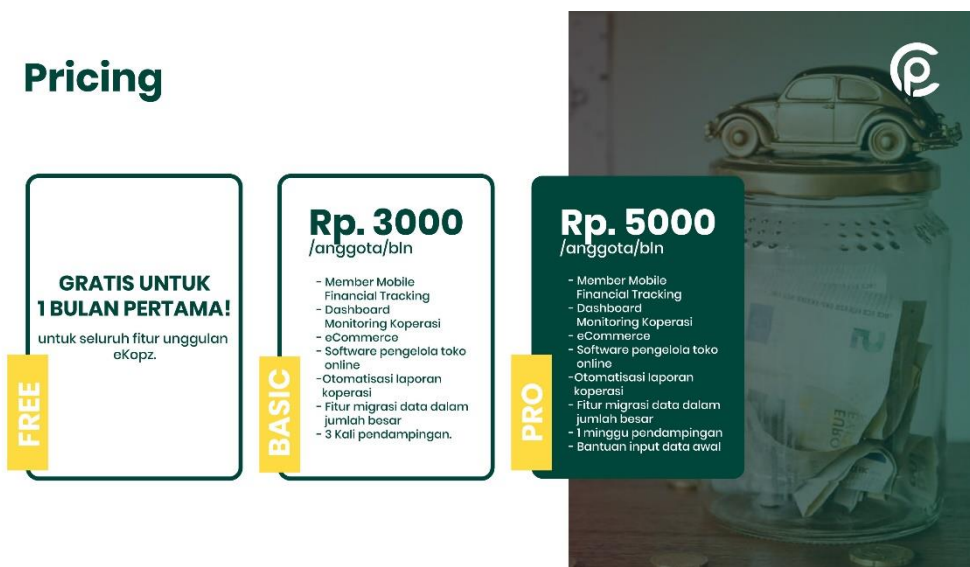 Pricing
GRATIS UNTUK
1 BULAN PERTAMA!
untuk seluruh fitur unggulan
eKopz.
FREE
Rp. 3000
/anggota/bln
- Member Mobile
Financial Tracking
- Dashboard
Monitoring Koperasi
- eCommerce
- Software pengelola toko
online
-Otomatisasi laporan
koperasi
- Fitur migrasi data dalam
jumlah besar
- 3 Kali pendampingan.
BASIC
Rp. 5000
/anggota/bln
- Member Mobile
Financial Tracking
- Dashboard
Monitoring Koperasi
- eCommerce
- Software pengelola toko
online
-Otomatisasi laporan
koperasi
- Fitur migrasi data dalam
jumlah besar
- 1 minggu pendampingan
- Bantuan input data awal
PRO
5
EURO